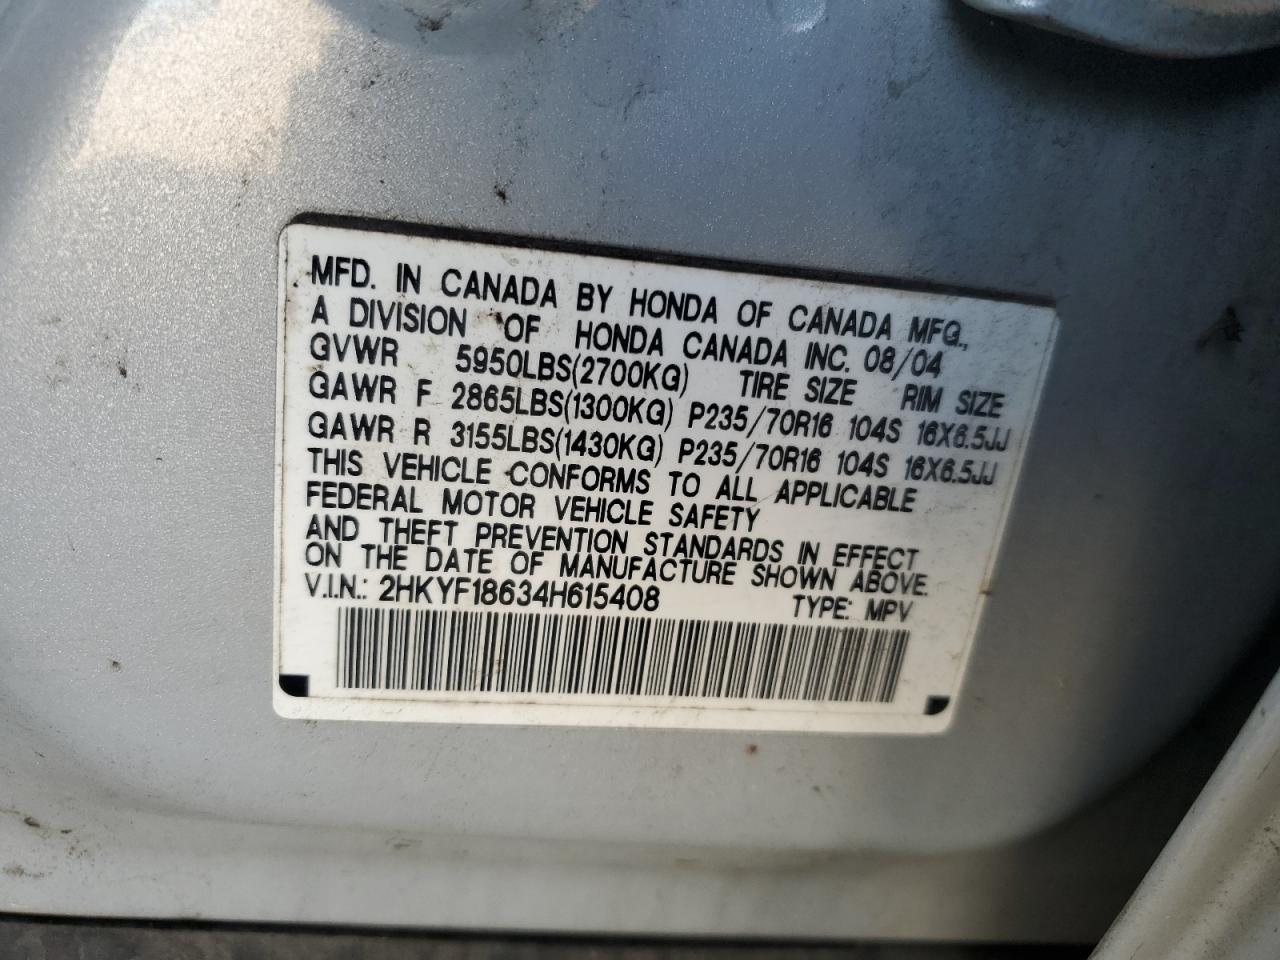 MFD. IN CANADA BY HONDA OF CANADA MFG.,
A DIVISION OF HONDA CANADA INC. 08/04
GVWR 5950LBS(2700KG) TIRE SIZE RIM SIZE
GAWR F 2865LBS(1300KG) P235/70R16 104S 16X6.5JJ
GAWR R 3155LBS(1430KG) P235/70R16 104S 16X6.5JJ
THIS VEHICLE CONFORMS TO ALL APPLICABLE
FEDERAL MOTOR VEHICLE SAFETY
AND THEFT PREVENTION STANDARDS IN EFFECT
ON THE DATE OF MANUFACTURE SHOWN ABOVE.
V.I.N.: 2HKYF18634H615408 TYPE: MPV